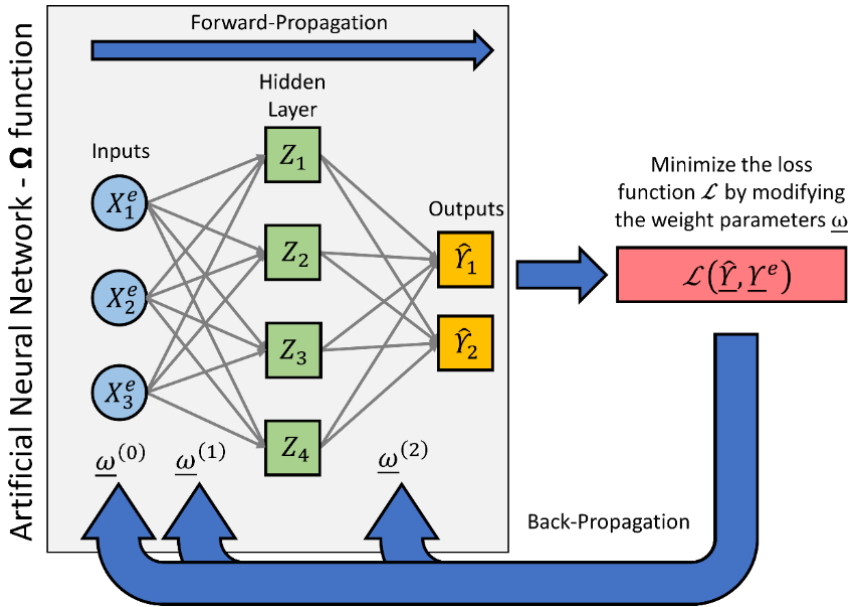 Artificial Neural Network - Ω function
Forward-Propagation
Hidden
Layer
Inputs
X₁ᵉ
X₂ᵉ
X₃ᵉ
Z₁
Z₂
Z₃
Z₄
Outputs
Ŷ₁
Ŷ₂
Minimize the loss
function ℒ by modifying
the weight parameters ω̲
ℒ(Ŷ̲, Y̲ᵉ)
ω̲⁽⁰⁾ ω̲⁽¹⁾ ω̲⁽²⁾
Back-Propagation